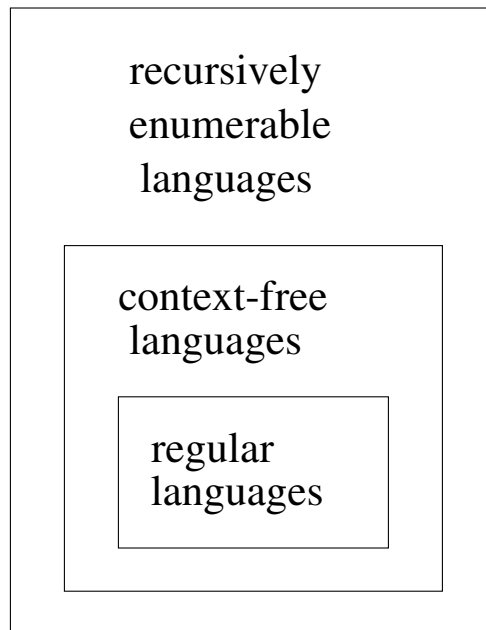 recursively
enumerable
languages
context-free
languages
regular
languages